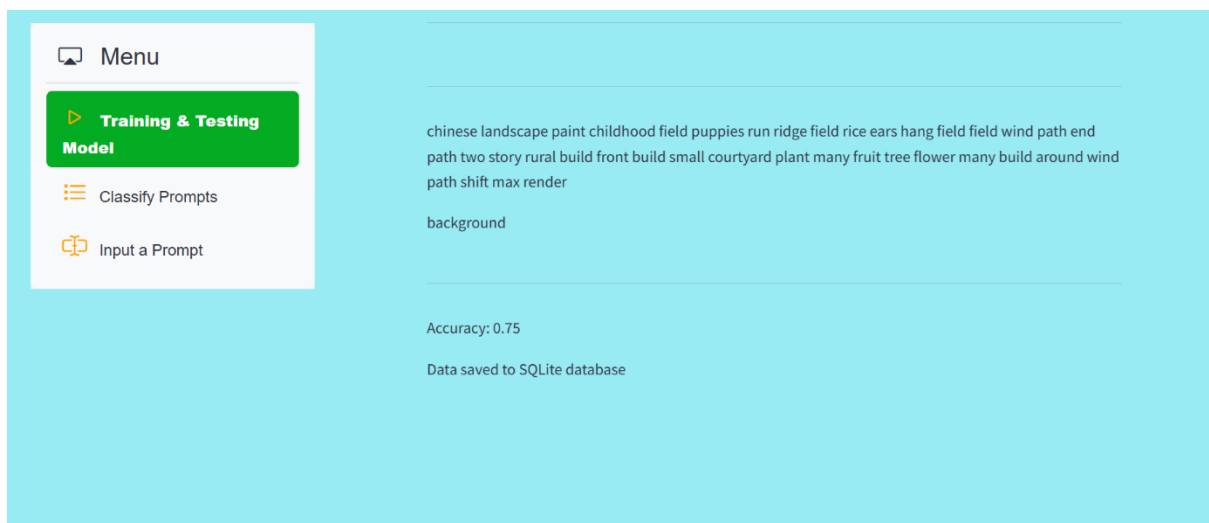 Menu
Training & Testing
Model
Classify Prompts
Input a Prompt
chinese landscape paint childhood field puppies run ridge field rice ears hang field field wind path end
path two story rural build front build small courtyard plant many fruit tree flower many build around wind
path shift max render
background
Accuracy: 0.75
Data saved to SQLite database